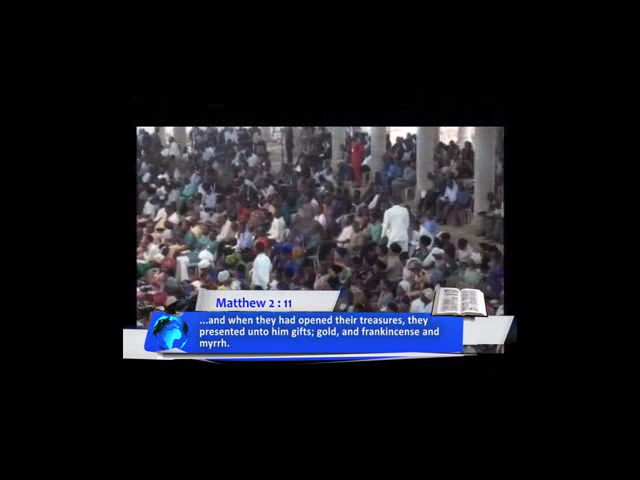 Matthew 2 : 11
...and when they had opened their treasures, they
presented unto him gifts; gold, and frankincense and
myrrh.